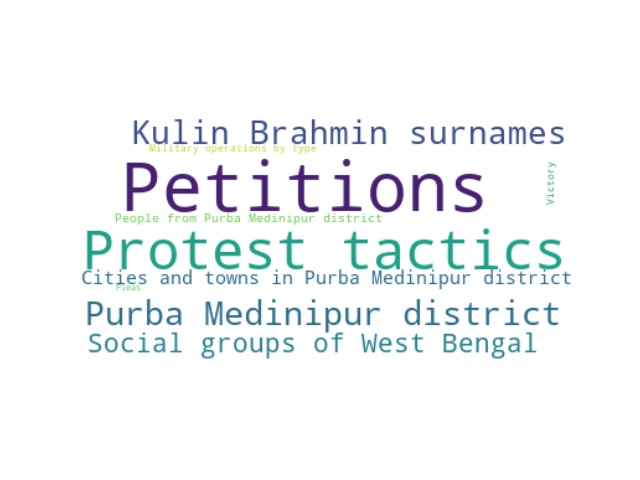 Kulin Brahmin surnames
Military operations by type
Petitions
Victory
People from Purba Medinipur district
Protest tactics
Cities and towns in Purba Medinipur district
Pleas
Purba Medinipur district
Social groups of West Bengal